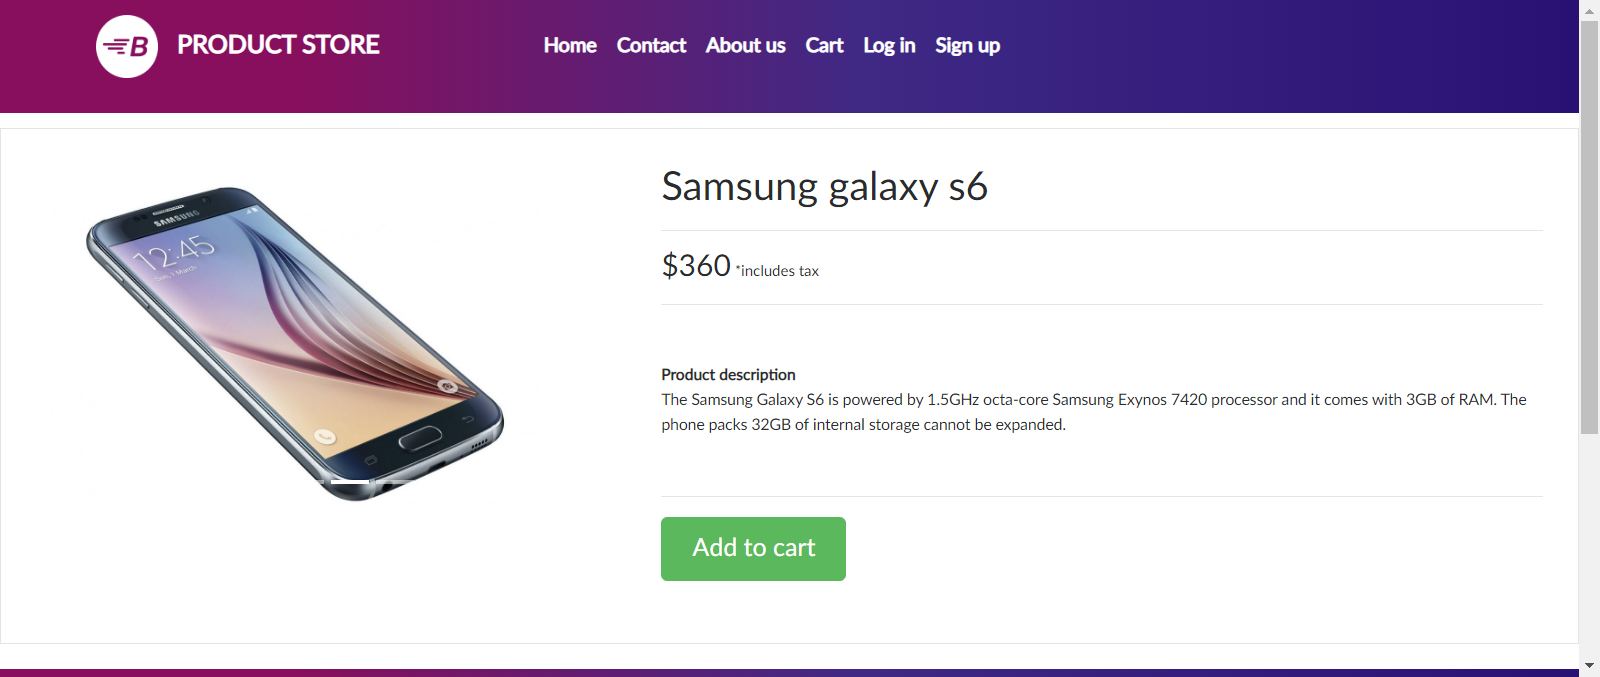 B PRODUCT STORE Home Contact About us Cart Log in Sign up
Samsung galaxy s6
$360 *includes tax
Product description
The Samsung Galaxy S6 is powered by 1.5GHz octa-core Samsung Exynos 7420 processor and it comes with 3GB of RAM. The
phone packs 32GB of internal storage cannot be expanded.
Add to cart
SAMSUNG
12:45
Sun, 1 March